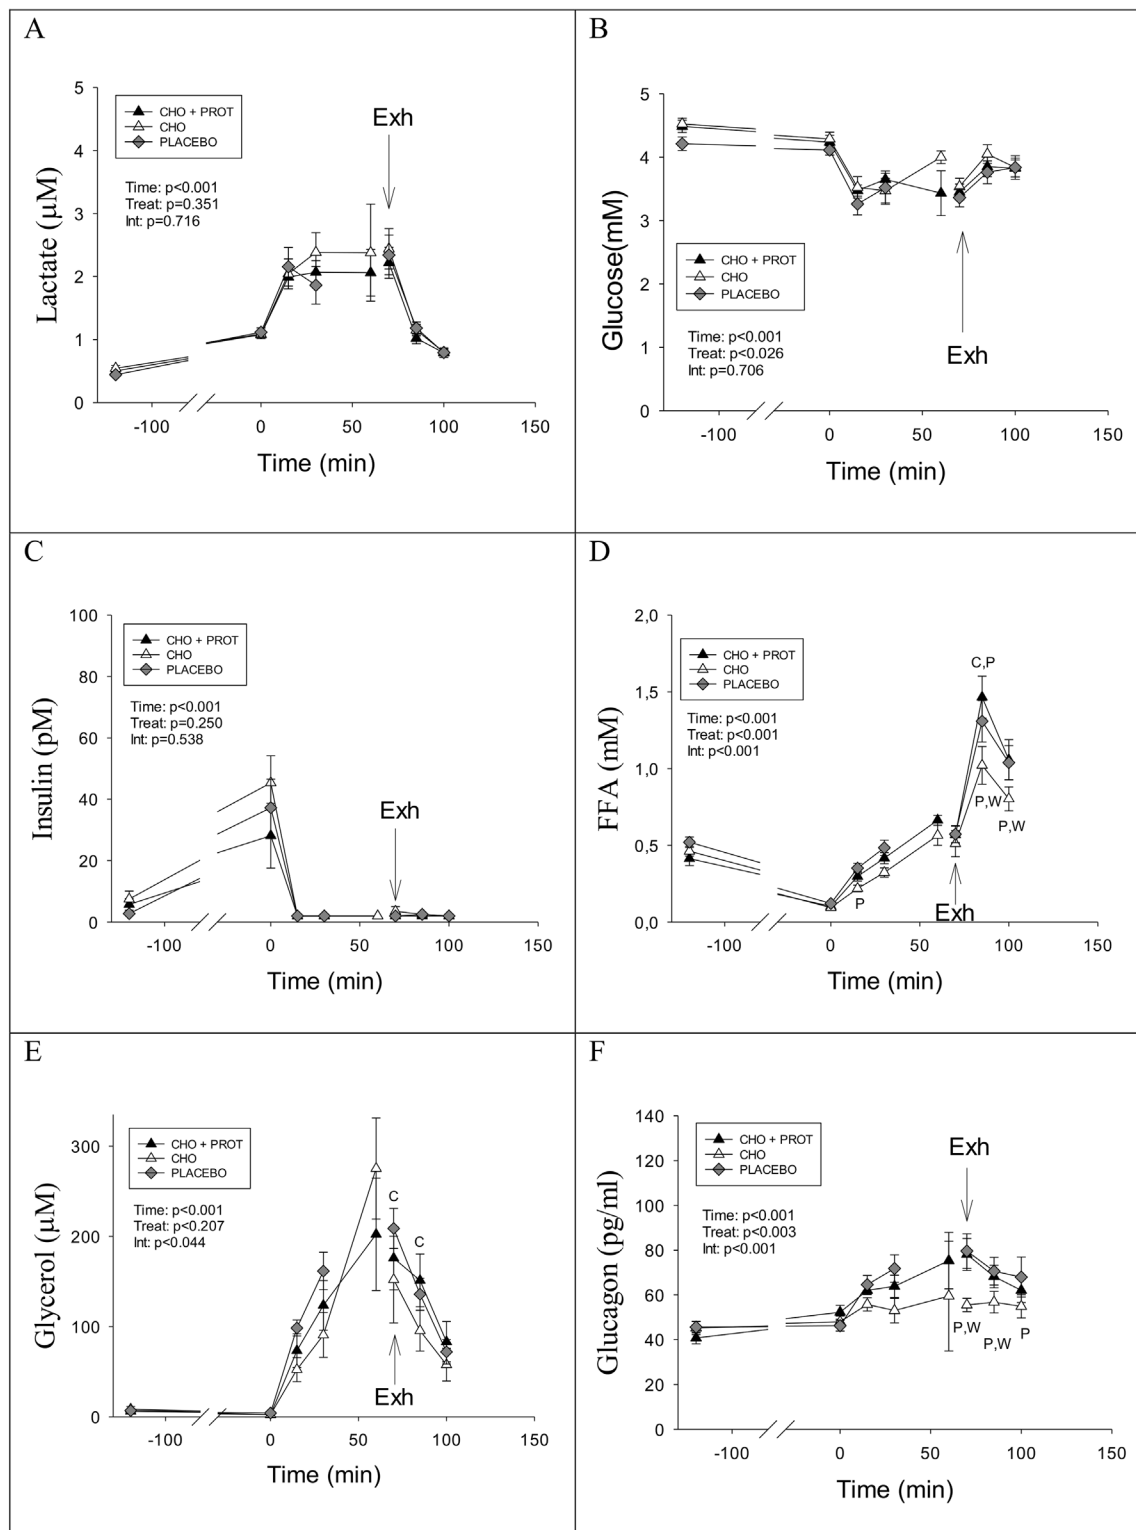 A
5
4
3
2
1
0
Lactate (µM)
CHO + PROT
CHO
PLACEBO
Time: p<0.001
Treat: p=0.351
Int: p=0.716
Exh
-100 0 50 100 150
Time (min)
B
5
4
3
2
1
0
Glucose(mM)
CHO + PROT
CHO
PLACEBO
Time: p<0.001
Treat: p<0.026
Int: p=0.706
Exh
-100 0 50 100 150
Time (min)
C
100
80
60
40
20
0
Insulin (pM)
CHO + PROT
CHO
PLACEBO
Time: p<0.001
Treat: p=0.250
Int: p=0.538
Exh
-100 0 50 100 150
Time (min)
D
2,0
1,5
1,0
0,5
0,0
FFA (mM)
CHO + PROT
CHO
PLACEBO
Time: p<0.001
Treat: p<0.001
Int: p<0.001
C,P
P,W
P,W
P
Exh
-100 0 50 100 150
Time (min)
E
300
200
100
0
Glycerol (µM)
CHO + PROT
CHO
PLACEBO
Time: p<0.001
Treat: p<0.207
Int: p<0.044
C
C
Exh
-100 0 50 100 150
Time (min)
F
140
120
100
80
60
40
20
0
Glucagon (pg/ml)
CHO + PROT
CHO
PLACEBO
Time: p<0.001
Treat: p<0.003
Int: p<0.001
Exh
P,W
P,W
P
-100 0 50 100 150
Time (min)